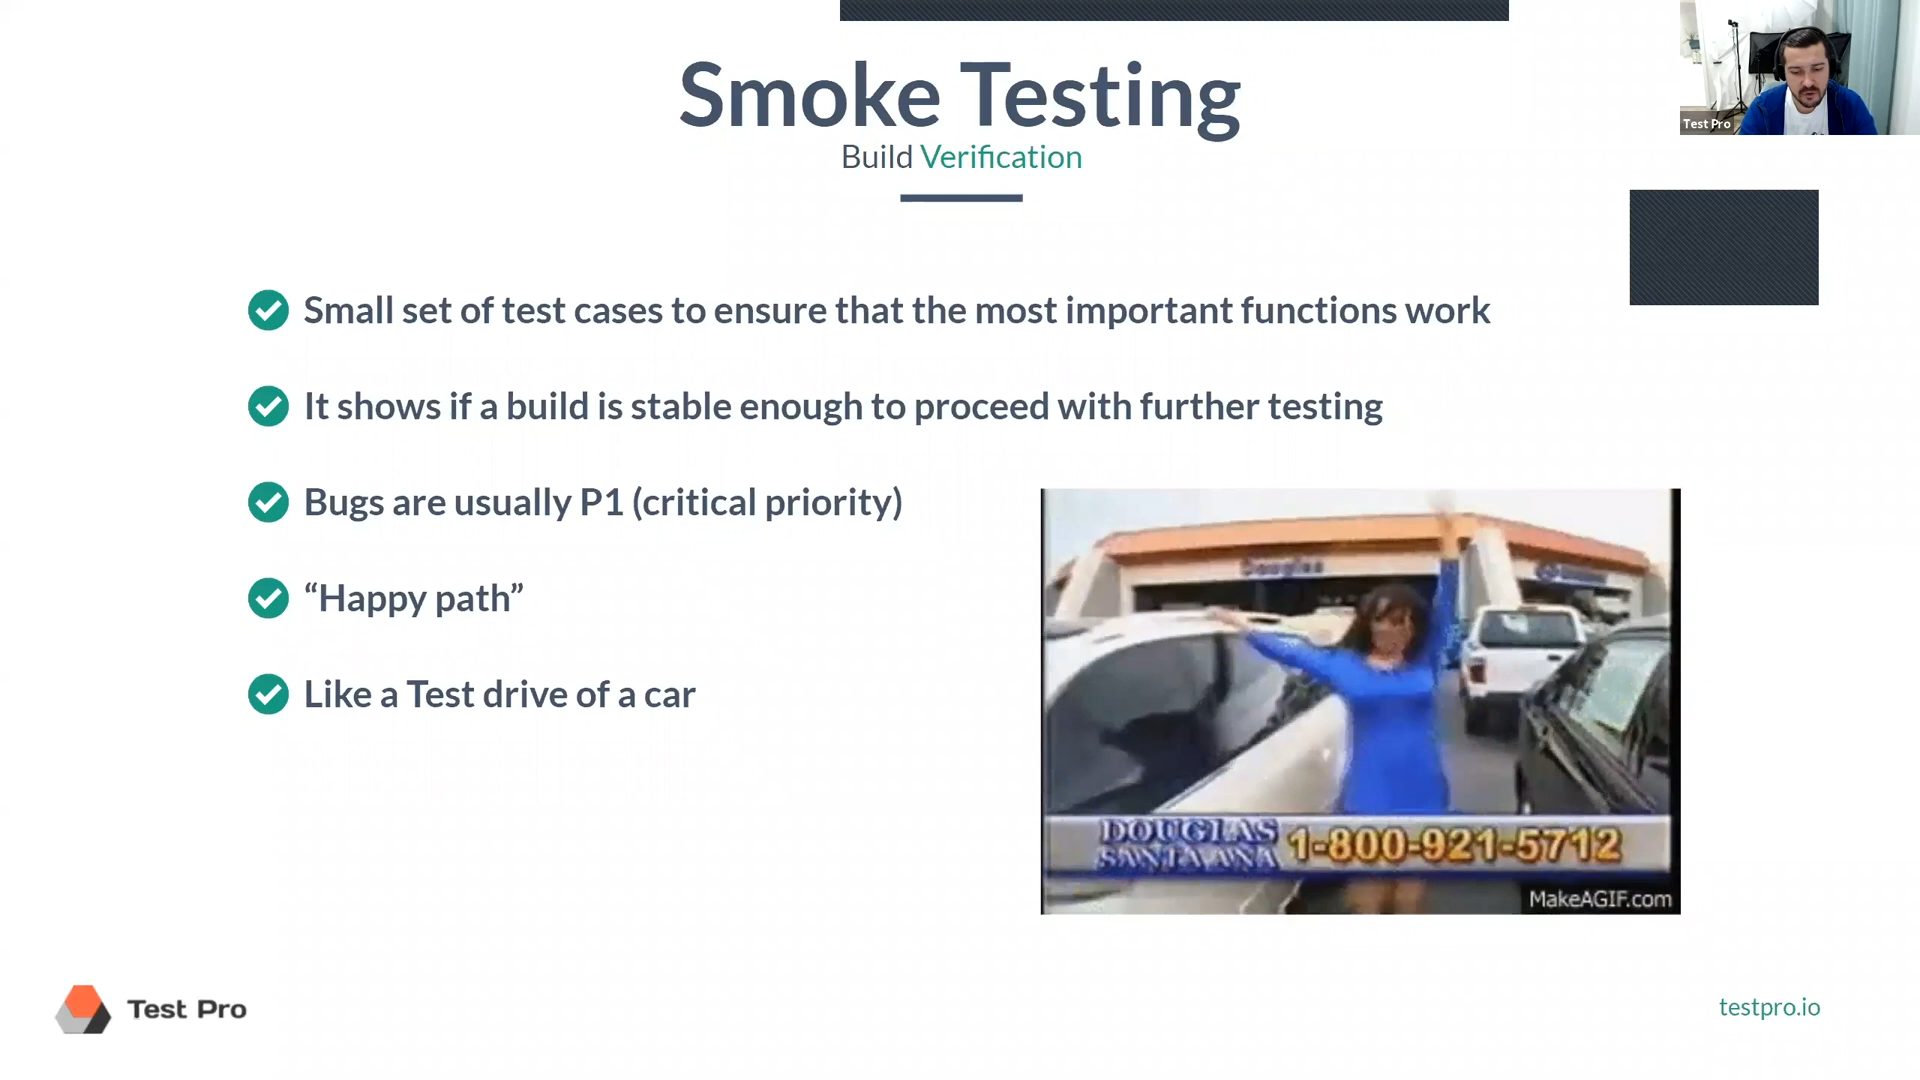 Smoke Testing
Build Verification
Test Pro
Small set of test cases to ensure that the most important functions work
It shows if a build is stable enough to proceed with further testing
Bugs are usually P1 (critical priority)
“Happy path”
Like a Test drive of a car
Douglas
DOUGLAS
SANTA ANA
1-800-921-5712
MakeAGIF.com
Test Pro
testpro.io